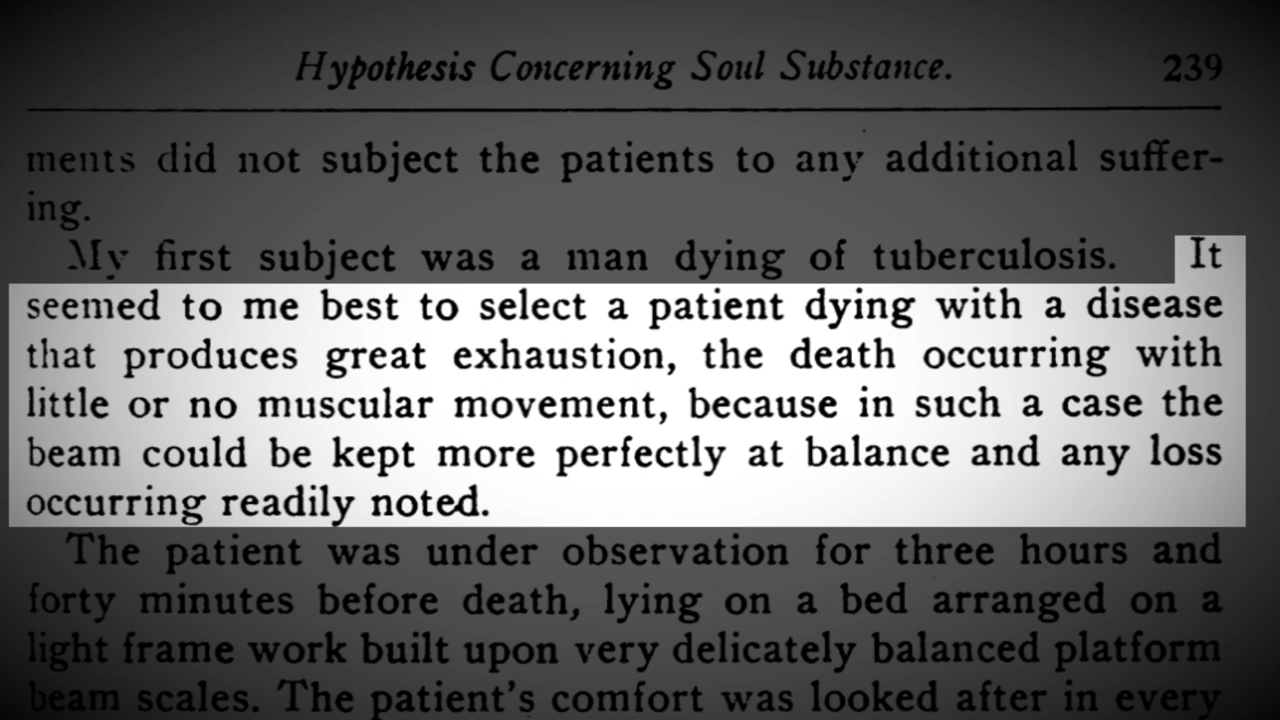 Hypothesis Concerning Soul Substance. 239
ments did not subject the patients to any additional suffer-
ing.
My first subject was a man dying of tuberculosis. It
seemed to me best to select a patient dying with a disease
that produces great exhaustion, the death occurring with
little or no muscular movement, because in such a case the
beam could be kept more perfectly at balance and any loss
occurring readily noted.
The patient was under observation for three hours and
forty minutes before death, lying on a bed arranged on a
light frame work built upon very delicately balanced platform
beam scales. The patient's comfort was looked after in every